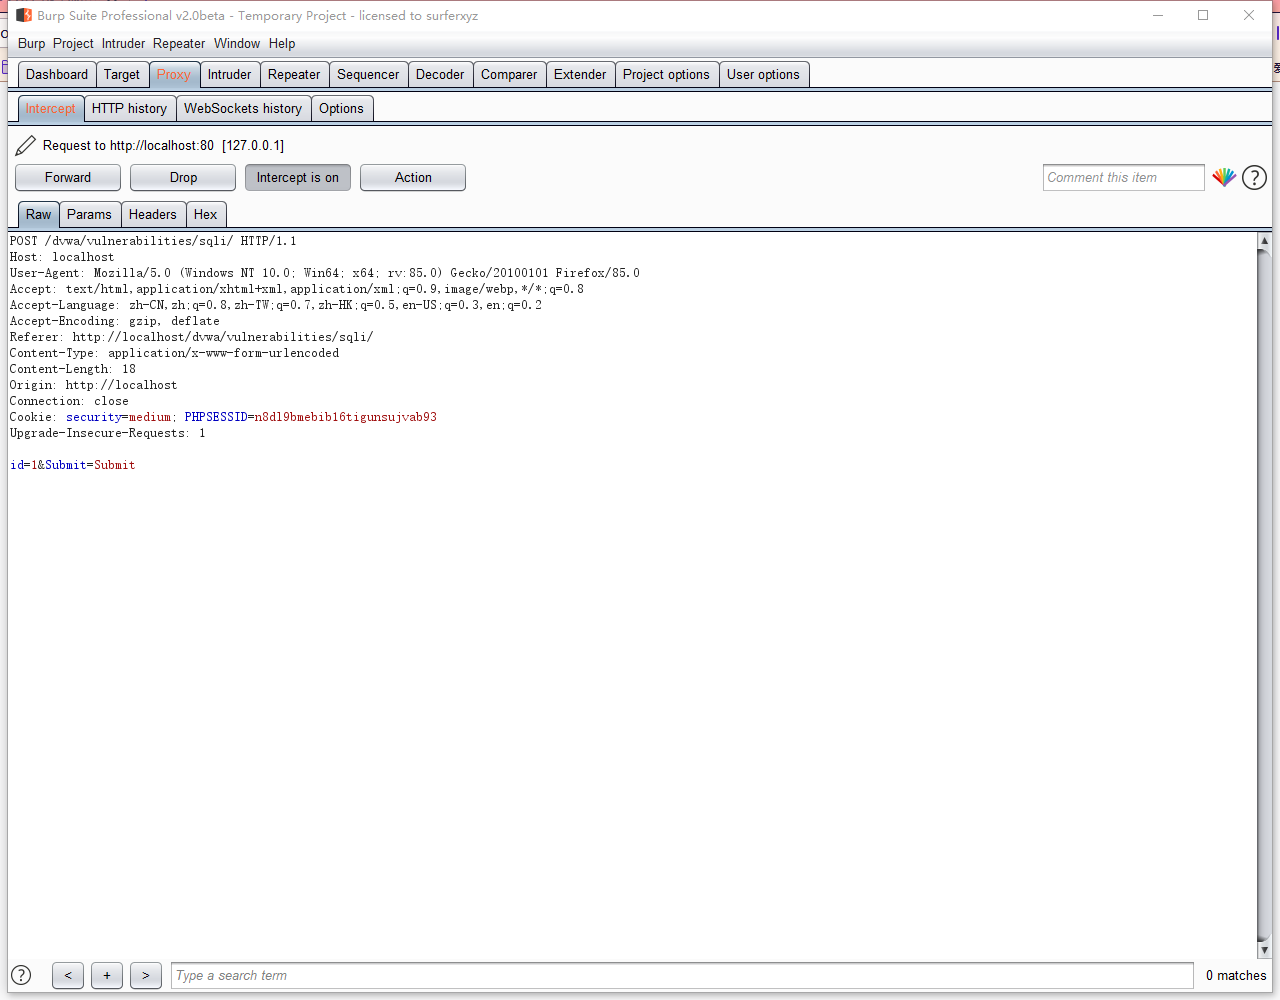 Burp Suite Professional v2.0beta - Temporary Project - licensed to surferxyz
Burp Project Intruder Repeater Window Help
Dashboard Target Proxy Intruder Repeater Sequencer Decoder Comparer Extender Project options User options
Intercept HTTP history WebSockets history Options
Request to http://localhost:80 [127.0.0.1]
Forward Drop Intercept is on Action Comment this item ?
Raw Params Headers Hex
POST /dvwa/vulnerabilities/sqli/ HTTP/1.1
Host: localhost
User-Agent: Mozilla/5.0 (Windows NT 10.0; Win64; x64; rv:85.0) Gecko/20100101 Firefox/85.0
Accept: text/html,application/xhtml+xml,application/xml;q=0.9,image/webp,*/*;q=0.8
Accept-Language: zh-CN,zh;q=0.8,zh-TW;q=0.7,zh-HK;q=0.5,en-US;q=0.3,en;q=0.2
Accept-Encoding: gzip, deflate
Referer: http://localhost/dvwa/vulnerabilities/sqli/
Content-Type: application/x-www-form-urlencoded
Content-Length: 18
Origin: http://localhost
Connection: close
Cookie: security=medium; PHPSESSID=n8dl9bmebib16tigunsujvab93
Upgrade-Insecure-Requests: 1
id=1&Submit=Submit
? < + > Type a search term 0 matches